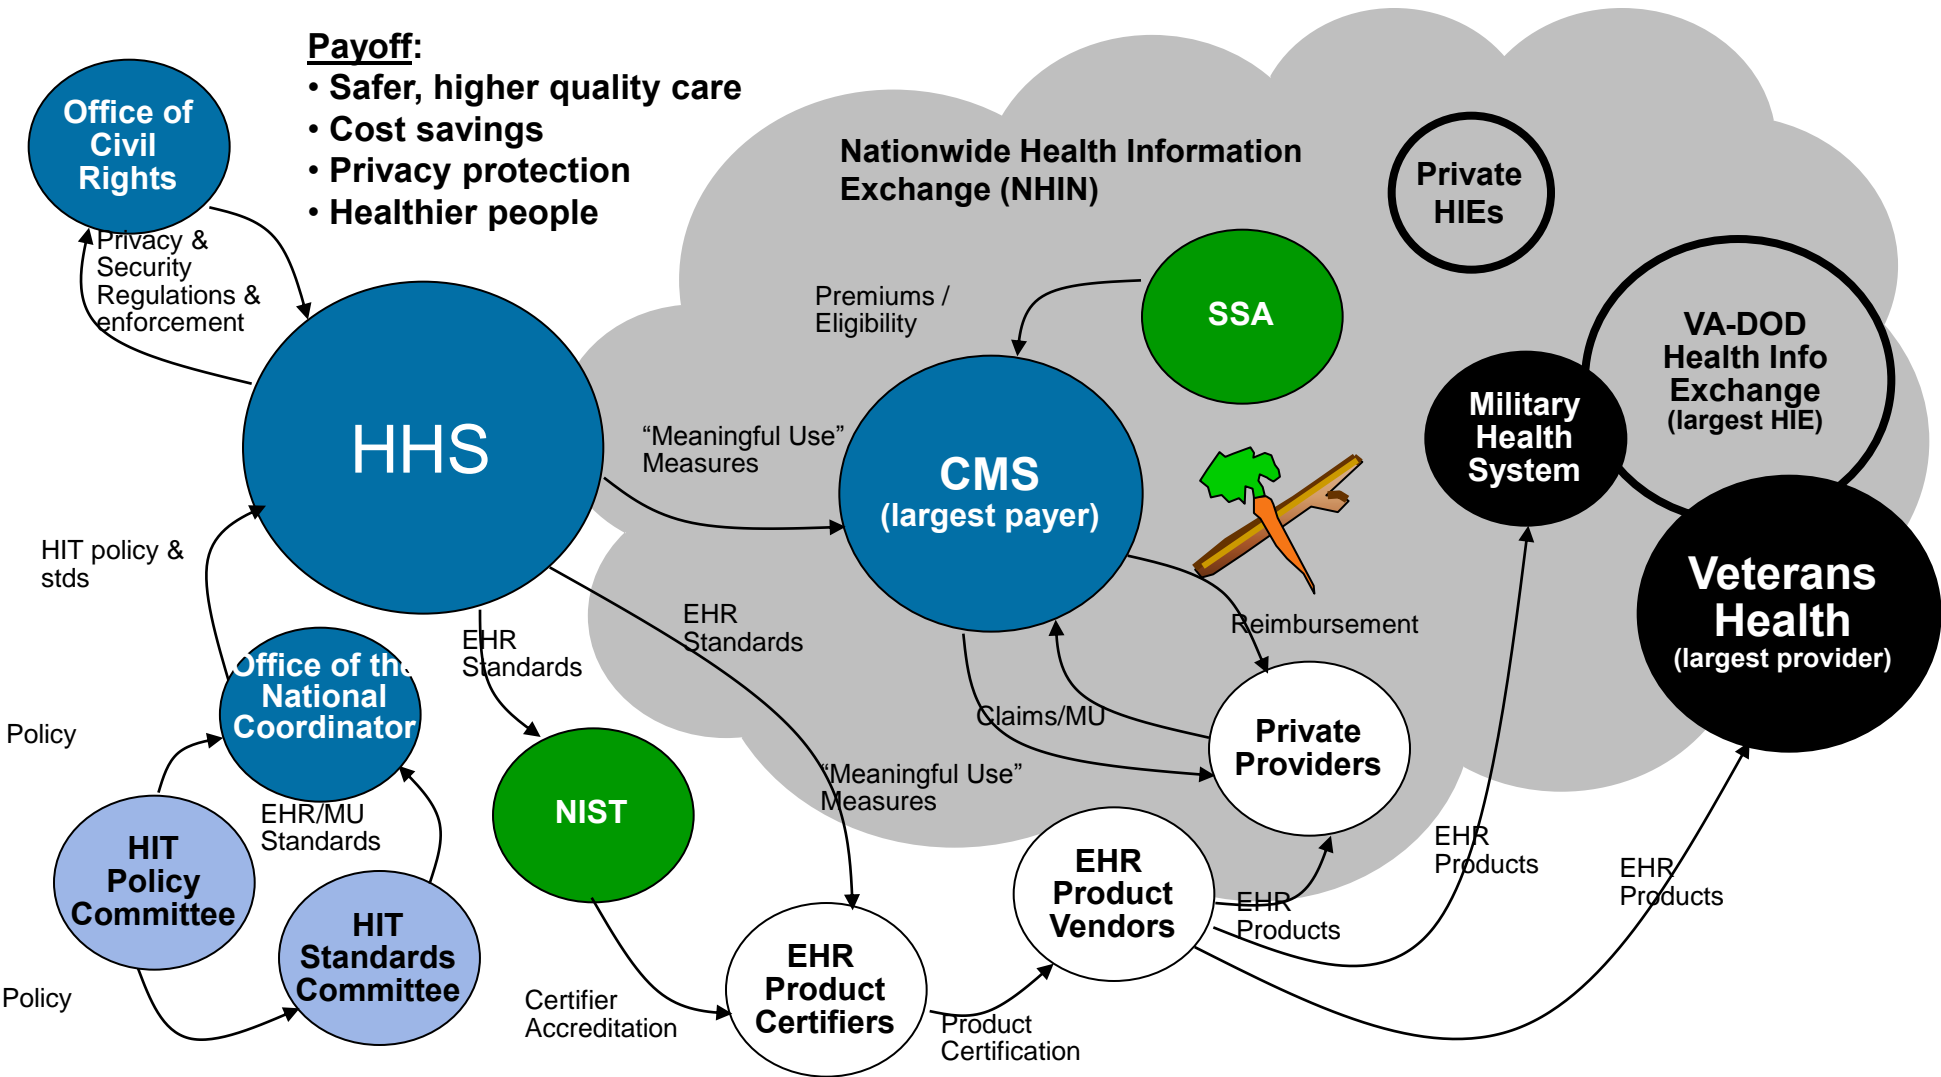 Payoff:
• Safer, higher quality care
• Cost savings
• Privacy protection
• Healthier people
Office of
Civil
Rights
Privacy &
Security
Regulations &
enforcement
HHS
Nationwide Health Information
Exchange (NHIN)
Private
HIEs
Premiums /
Eligibility
SSA
VA-DOD
Health Info
Exchange
(largest HIE)
Military
Health
System
"Meaningful Use"
Measures
CMS
(largest payer)
Veterans
Health
(largest provider)
HIT policy &
stds
EHR
Standards
EHR
Standards
Reimbursement
Office of the
National
Coordinator
Policy
Claims/MU
Private
Providers
"Meaningful Use"
Measures
NIST
EHR/MU
Standards
HIT
Policy
Committee
HIT
Standards
Committee
Policy
EHR
Product
Vendors
EHR
Products
EHR
Products
EHR
Products
Certifier
Accreditation
EHR
Product
Certifiers
Product
Certification